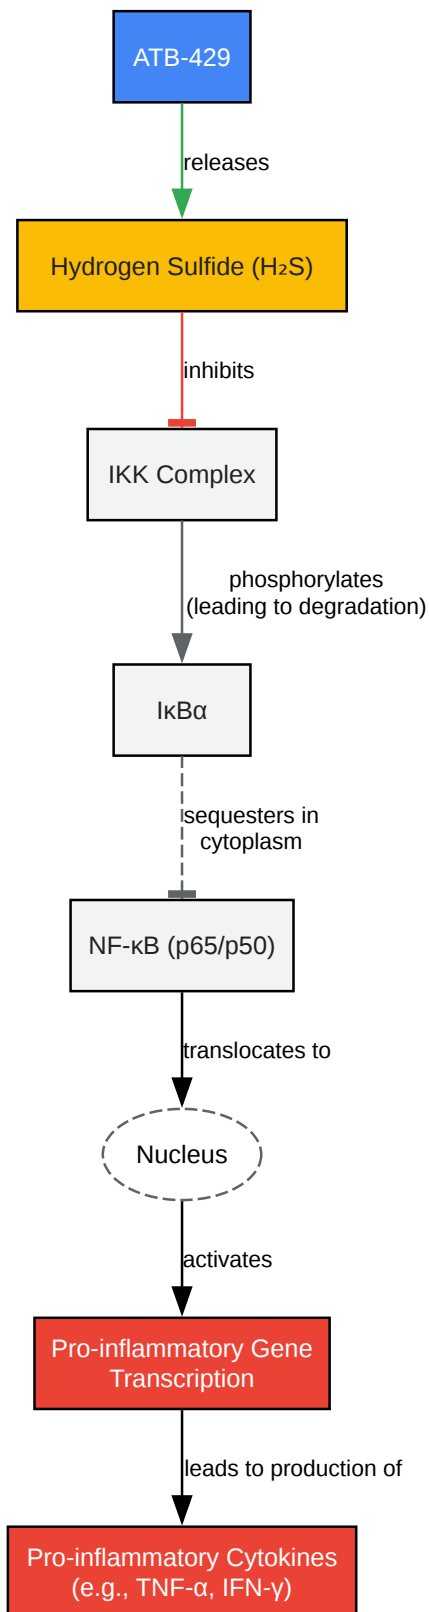 ATB-429
releases
Hydrogen Sulfide (H₂S)
inhibits
IKK Complex
phosphorylates
(leading to degradation)
IκBα
sequesters in
cytoplasm
NF-κB (p65/p50)
translocates to
Nucleus
activates
Pro-inflammatory Gene
Transcription
leads to production of
Pro-inflammatory Cytokines
(e.g., TNF-α, IFN-γ)